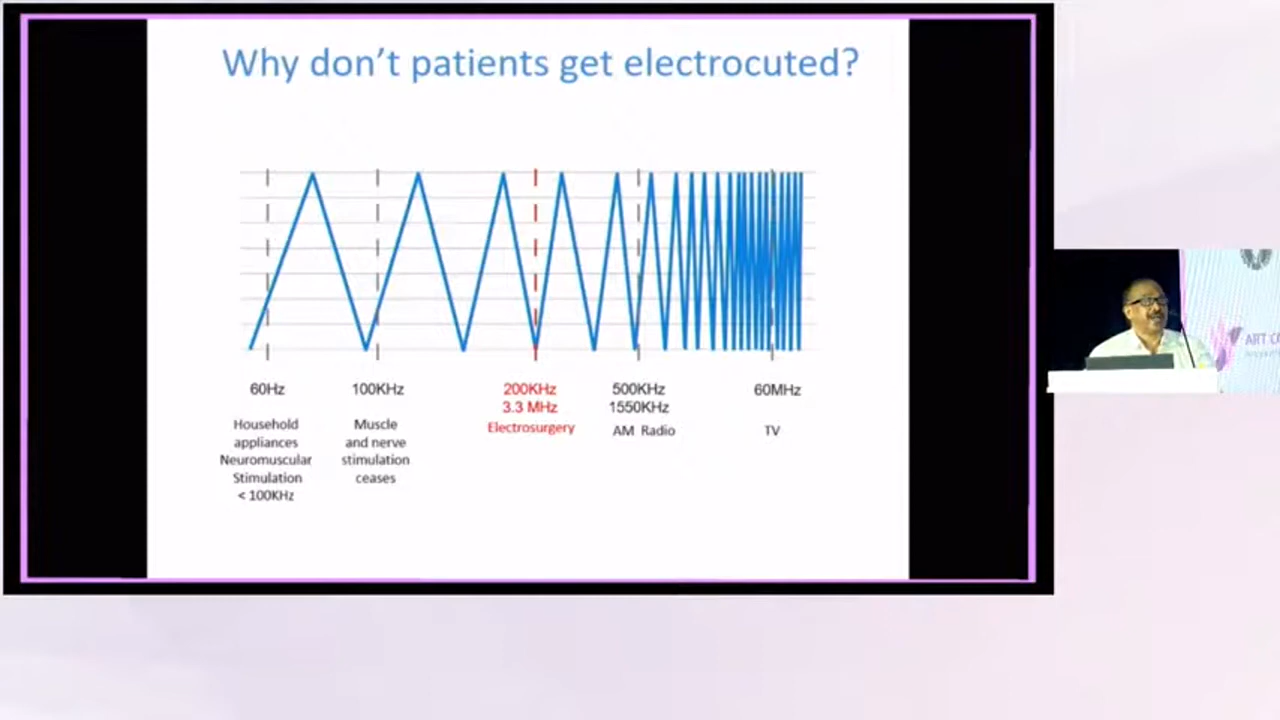 Why don't patients get electrocuted?
60Hz
Household
appliances
Neuromuscular
Stimulation
< 100KHz
100KHz
Muscle
and nerve
stimulation
ceases
200KHz
3.3 MHz
Electrosurgery
500KHz
1550KHz
AM Radio
60MHz
TV
ART